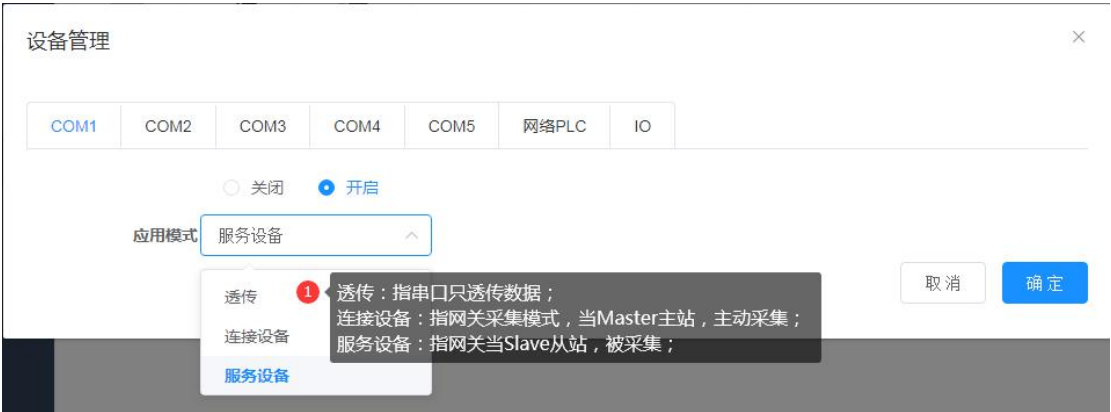 设备管理
COM1 COM2 COM3 COM4 COM5 网络PLC IO
关闭 开启
应用模式 服务设备
取消 确定
透传 1 透传：指串口只透传数据；
连接设备：指网关采集模式，当Master主站，主动采集；
连接设备
服务设备：指网关当Slave从站，被采集；
服务设备